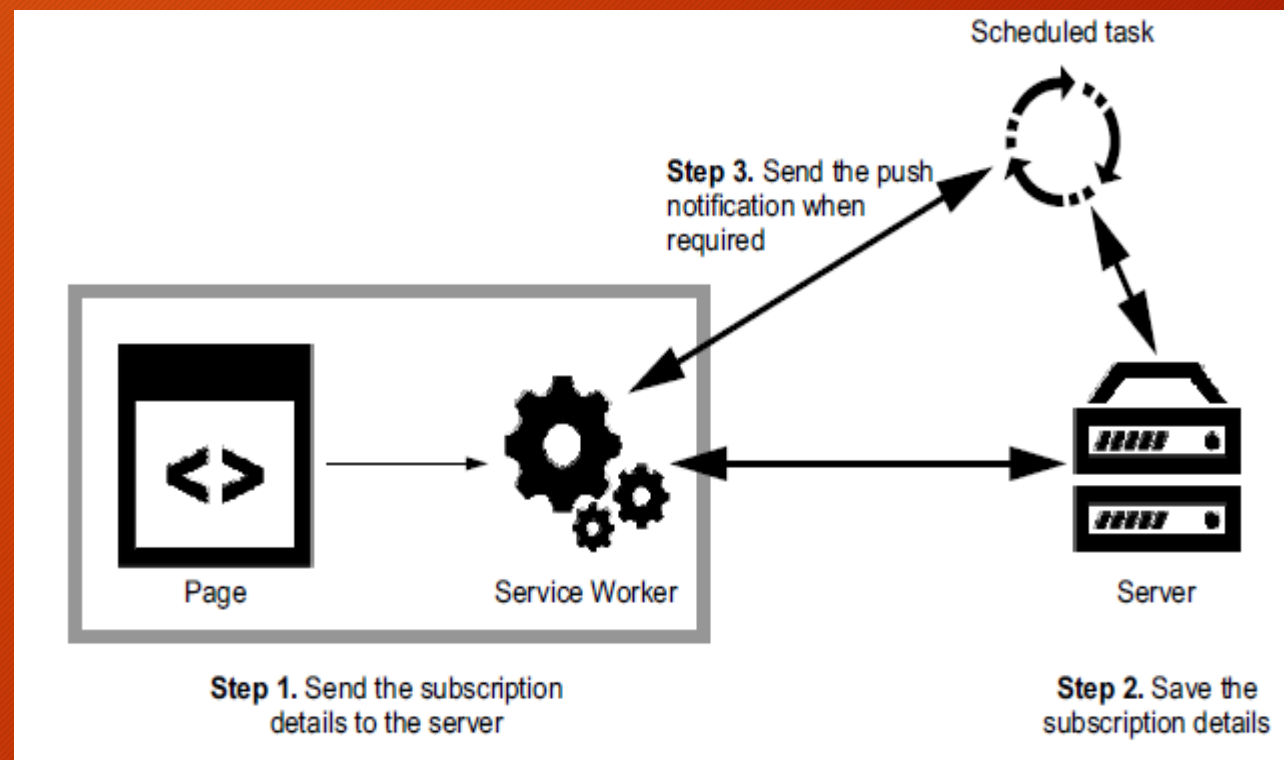 Scheduled task
Step 3. Send the push
notification when
required
<>
Page
Service Worker
Server
Step 1. Send the subscription
details to the server
Step 2. Save the
subscription details